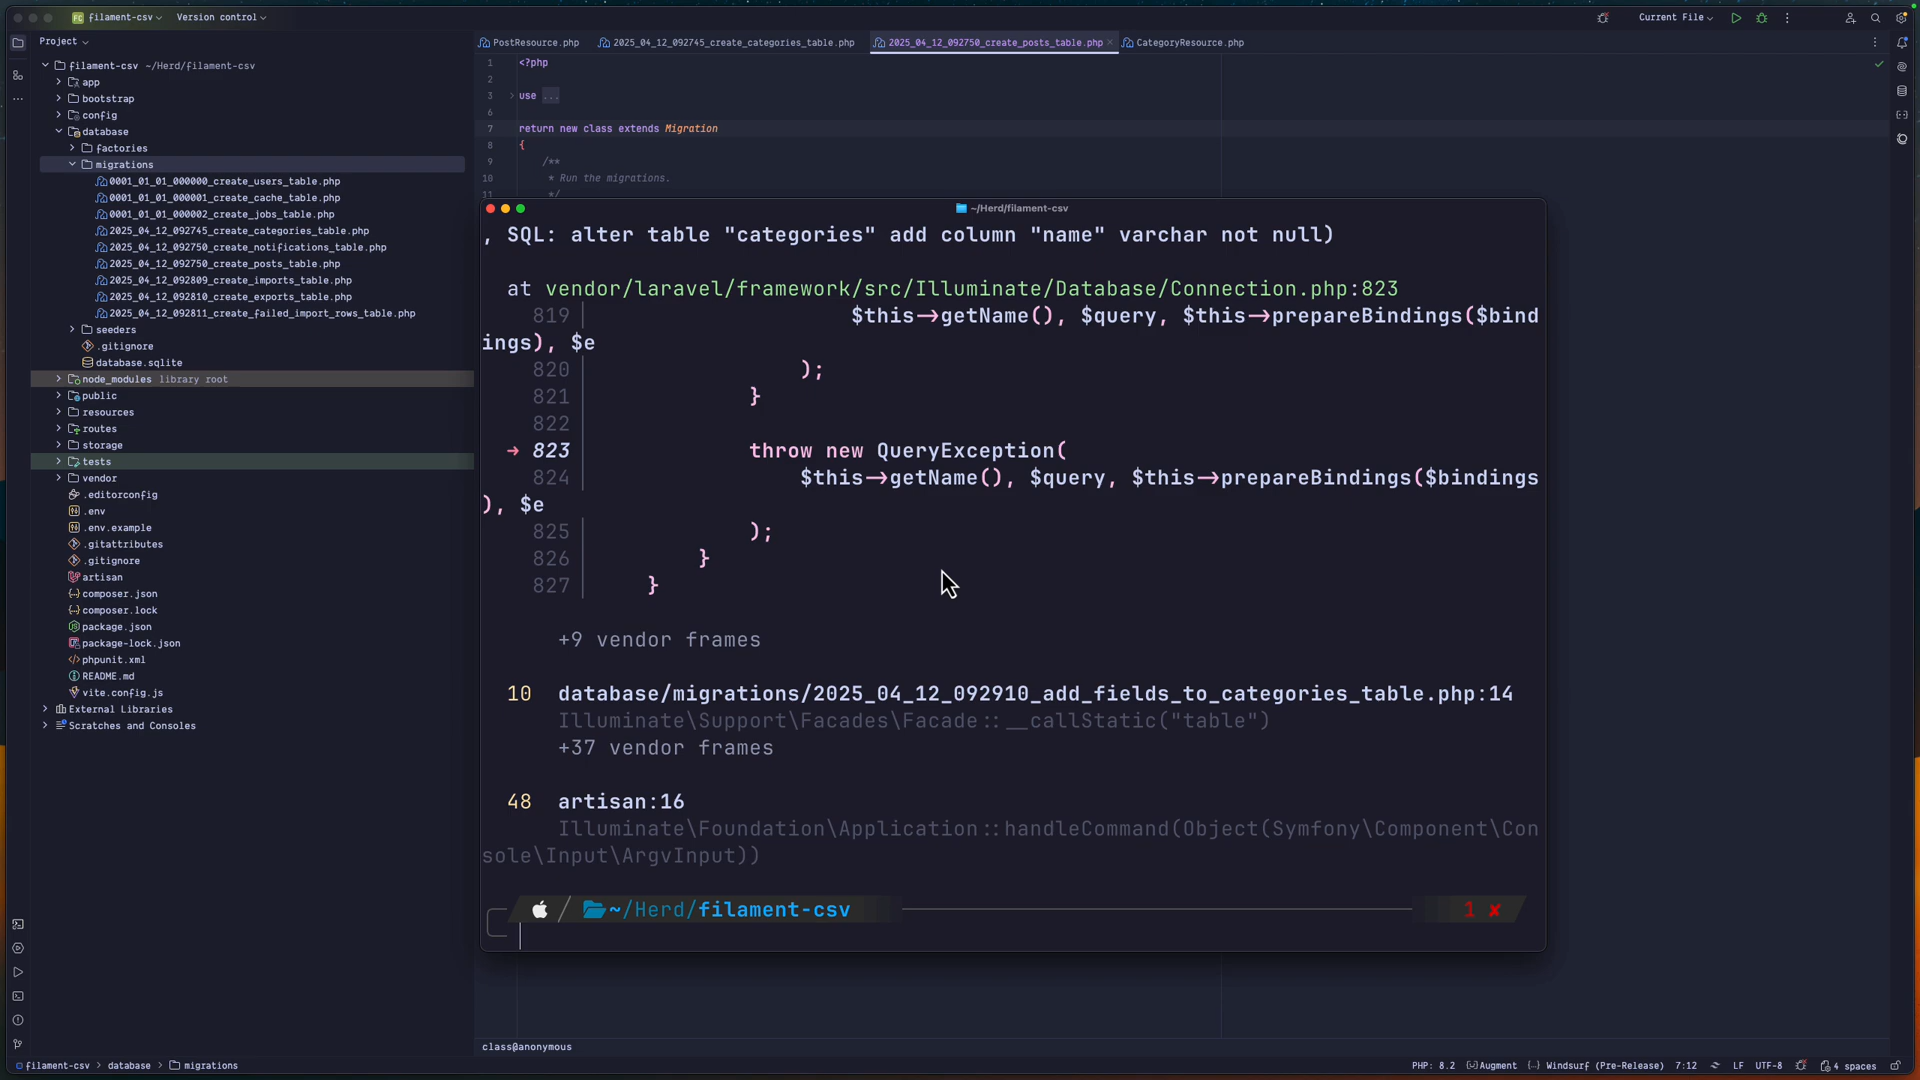 filament-csv
Version control
Current File
Project
PostResource.php
2025_04_12_092745_create_categories_table.php
2025_04_12_092750_create_posts_table.php
CategoryResource.php
filament-csv ~/Herd/filament-csv
app
bootstrap
config
database
factories
migrations
0001_01_01_000000_create_users_table.php
0001_01_01_000001_create_cache_table.php
0001_01_01_000002_create_jobs_table.php
2025_04_12_092745_create_categories_table.php
2025_04_12_092750_create_notifications_table.php
2025_04_12_092750_create_posts_table.php
2025_04_12_092809_create_imports_table.php
2025_04_12_092810_create_exports_table.php
2025_04_12_092811_create_failed_import_rows_table.php
seeders
.gitignore
database.sqlite
node_modules library root
public
resources
routes
storage
tests
vendor
.editorconfig
.env
.env.example
.gitattributes
.gitignore
artisan
composer.json
composer.lock
package.json
package-lock.json
phpunit.xml
README.md
vite.config.js
External Libraries
Scratches and Consoles
1 <?php
2
3 use ...
6
7 return new class extends Migration
8 {
9 /**
10 * Run the migrations.
11 */
~/Herd/filament-csv
, SQL: alter table "categories" add column "name" varchar not null)
at vendor/laravel/framework/src/Illuminate/Database/Connection.php:823
819 $this->getName(), $query, $this->prepareBindings($bind
ings), $e
820 );
821 }
822
→ 823 throw new QueryException(
824 $this->getName(), $query, $this->prepareBindings($bindings
), $e
825 );
826 }
827 }
+9 vendor frames
10 database/migrations/2025_04_12_092910_add_fields_to_categories_table.php:14
Illuminate\Support\Facades\Facade::__callStatic("table")
+37 vendor frames
48 artisan:16
Illuminate\Foundation\Application::handleCommand(Object(Symfony\Component\Con
sole\Input\ArgvInput))
~/Herd/filament-csv
1 ✘
class@anonymous
filament-csv > database > migrations
PHP: 8.2
Augment
Windsurf (Pre-Release)
7:12
LF
UTF-8
4 spaces